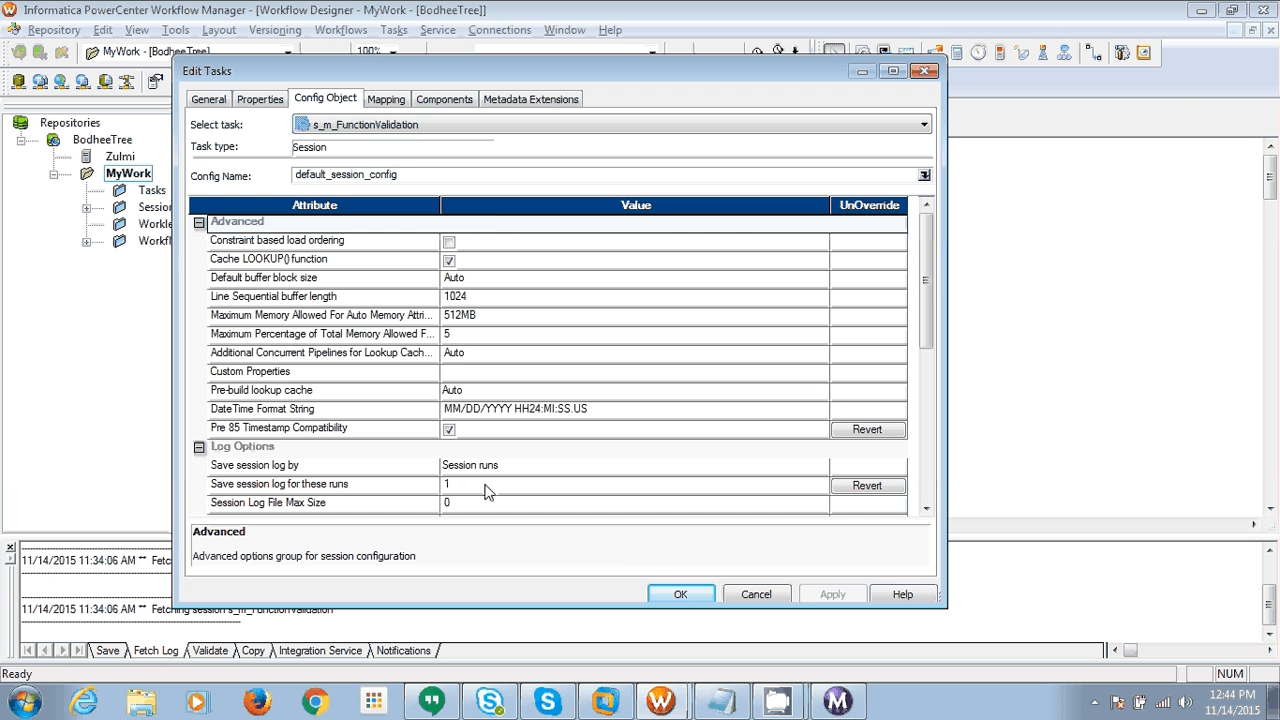 Informatica PowerCenter Workflow Manager - [Workflow Designer - MyWork - [BodheeTree]]
Repository Edit View Tools Layout Versioning Workflows Tasks Service Connections Window Help
MyWork - [BodheeTree]
Edit Tasks
General Properties Config Object Mapping Components Metadata Extensions
Select task: s_m_FunctionValidation
Task type: Session
Config Name: default_session_config
Attribute Value UnOverride
Advanced
Constraint based load ordering
Cache LOOKUP() function
Default buffer block size Auto
Line Sequential buffer length 1024
Maximum Memory Allowed For Auto Memory Attri... 512MB
Maximum Percentage of Total Memory Allowed F... 5
Additional Concurrent Pipelines for Lookup Cach... Auto
Custom Properties
Pre-build lookup cache Auto
DateTime Format String MM/DD/YYYY HH24:MI:SS.US
Pre 85 Timestamp Compatibility Revert
Log Options
Save session log by Session runs
Save session log for these runs 1 Revert
Session Log File Max Size 0
Advanced
Advanced options group for session configuration
OK Cancel Apply Help
Repositories
BodheeTree
Zulmi
MyWork
Tasks
Session
Workle
Workfl
11/14/2015 11:34:06 AM ** Fetch
11/14/2015 11:34:06 AM ** Fetching session s_m_FunctionValidation
Save Fetch Log Validate Copy Integration Service Notifications
Ready
NUM
12:44 PM
11/14/2015